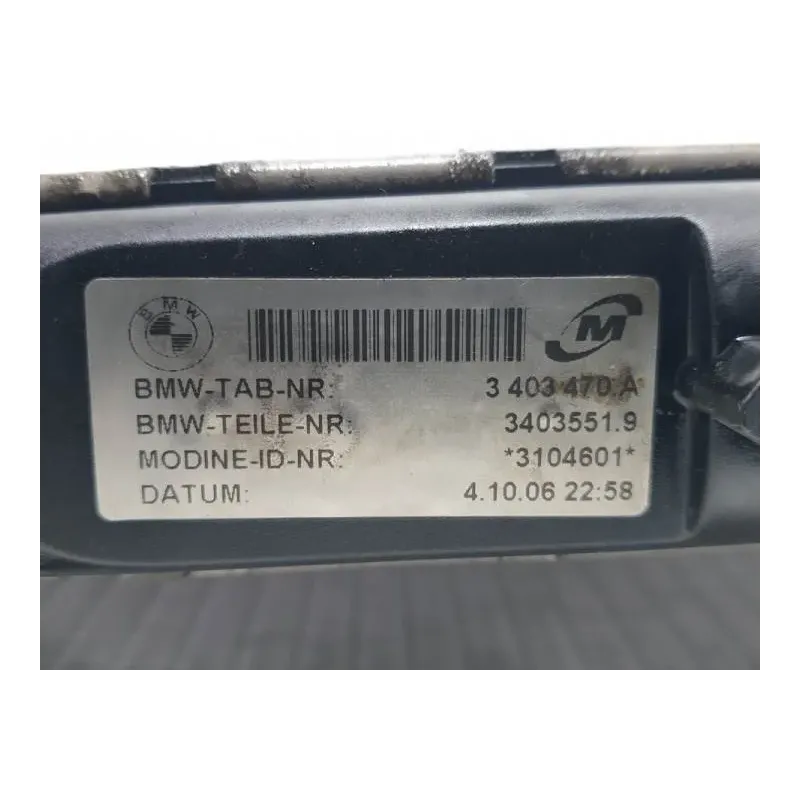 BMW M
BMW-TAB-NR: 3 403 470.A
BMW-TEILE-NR: 3403551.9
MODINE-ID-NR: *3104601*
DATUM: 4.10.06 22:58